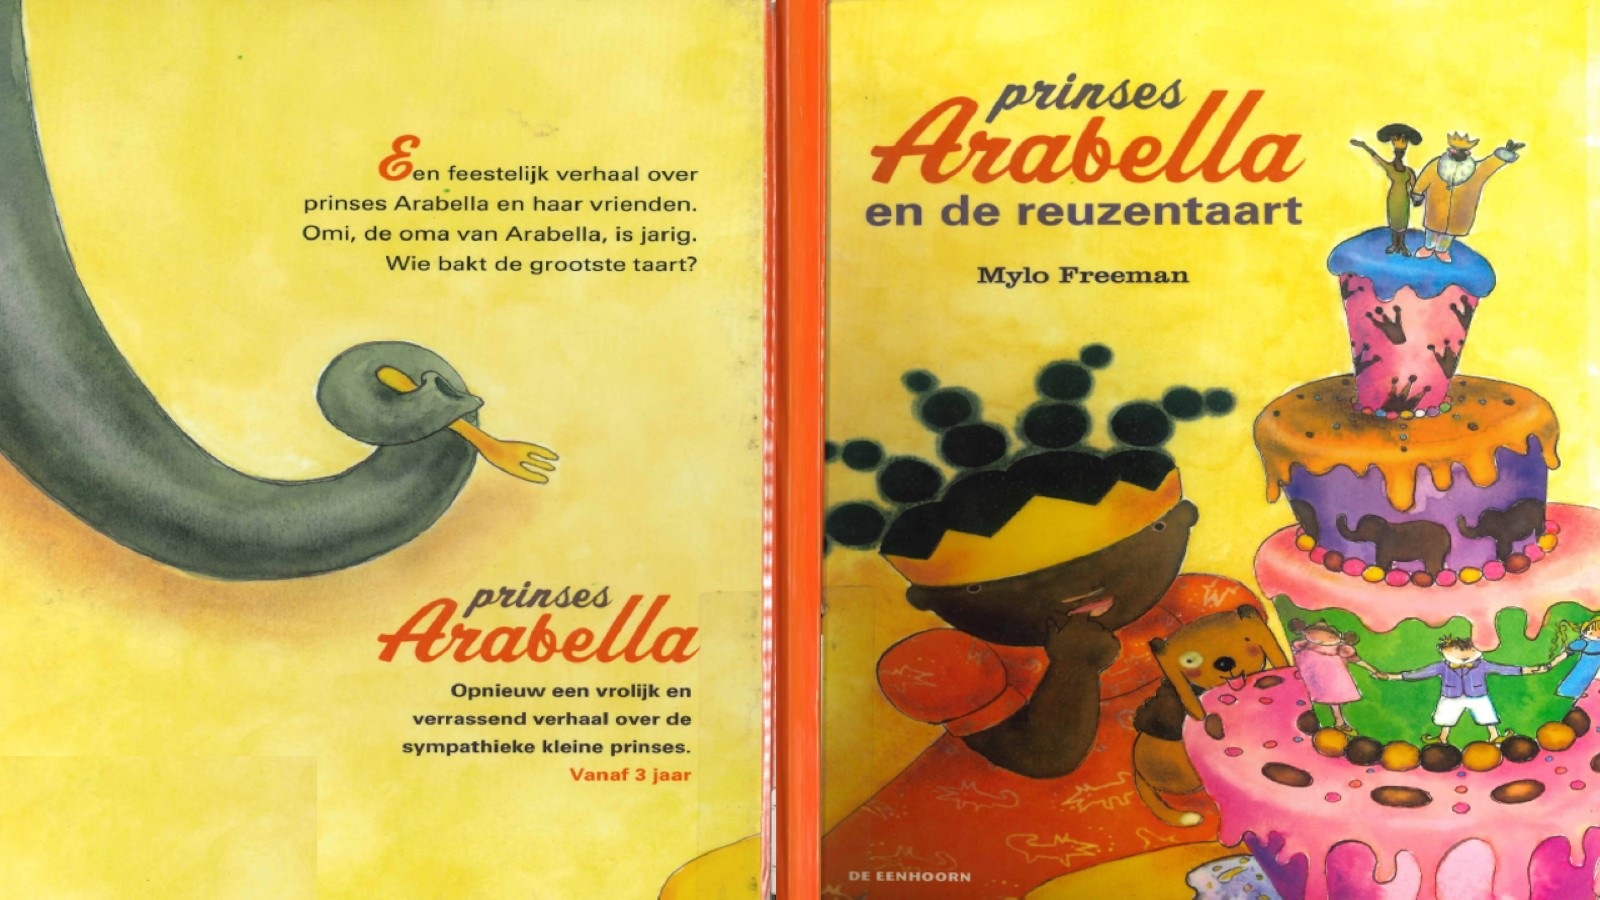 Een feestelijk verhaal over
prinses Arabella en haar vrienden.
Omi, de oma van Arabella, is jarig.
Wie bakt de grootste taart?
prinses
Arabella
Opnieuw een vrolijk en
verrassend verhaal over de
sympathieke kleine prinses.
Vanaf 3 jaar
prinses
Arabella
en de reuzentaart
Mylo Freeman
DE EENHOORN